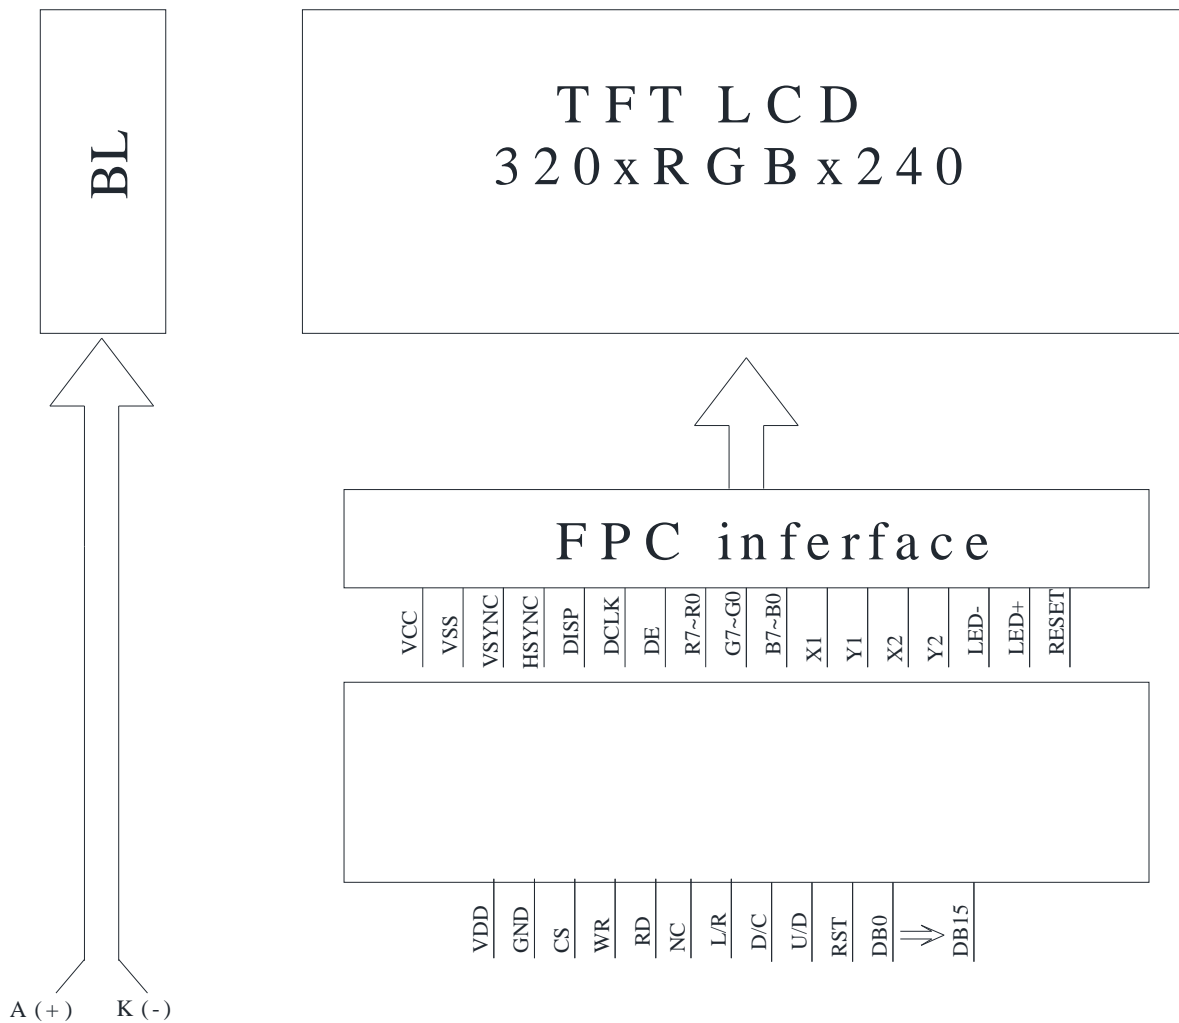 BL
TFT LCD
320xRGBx240
FPC inferface
VCC
VSS
VSYNC
HSYNC
DISP
DCLK
DE
R7~R0
G7~G0
B7~B0
X1
Y1
X2
Y2
LED-
LED+
RESET
VDD
GND
CS
WR
RD
NC
L/R
D/C
U/D
RST
DB0
DB15
A (+)
K (-)